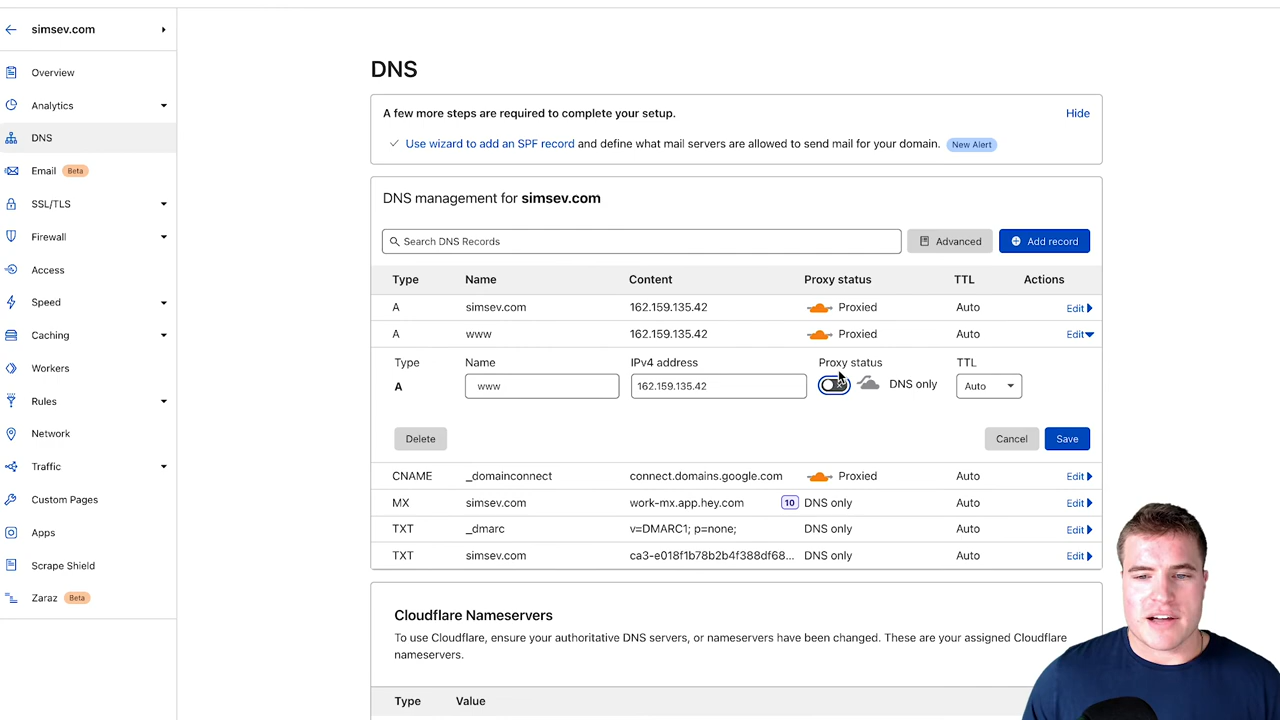 simsev.com
Overview
Analytics
DNS
Email Beta
SSL/TLS
Firewall
Access
Speed
Caching
Workers
Rules
Network
Traffic
Custom Pages
Apps
Scrape Shield
Zaraz Beta
DNS
A few more steps are required to complete your setup. Hide
Use wizard to add an SPF record and define what mail servers are allowed to send mail for your domain. New Alert
DNS management for simsev.com
Search DNS Records Advanced Add record
Type Name Content Proxy status TTL Actions
A simsev.com 162.159.135.42 Proxied Auto Edit
A www 162.159.135.42 Proxied Auto Edit
Type Name IPv4 address Proxy status TTL
A www 162.159.135.42 DNS only Auto
Delete Cancel Save
CNAME _domainconnect connect.domains.google.com Proxied Auto Edit
MX simsev.com work-mx.app.hey.com 10 DNS only Auto Edit
TXT _dmarc v=DMARC1; p=none; DNS only Auto Edit
TXT simsev.com ca3-e018f1b78b2b4f388df68... DNS only Auto Edit
Cloudflare Nameservers
To use Cloudflare, ensure your authoritative DNS servers, or nameservers have been changed. These are your assigned Cloudflare
nameservers.
Type Value